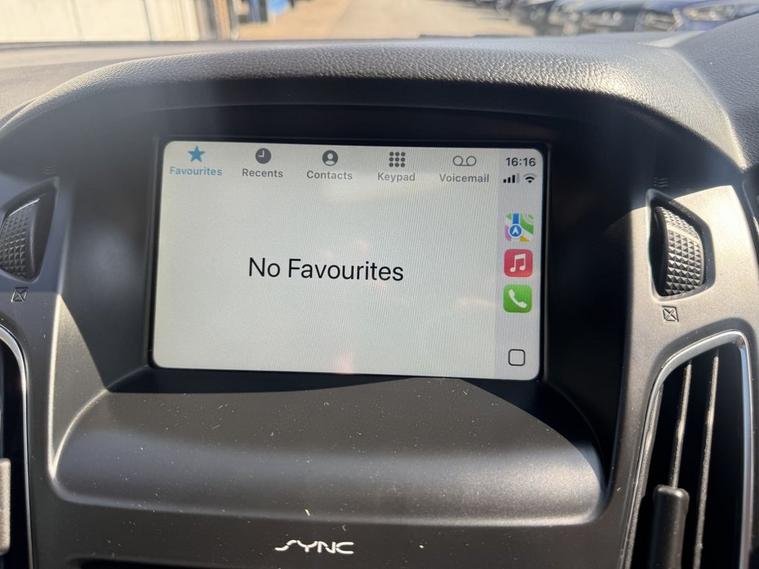 Favourites
Recents
Contacts
Keypad
Voicemail
16:16
No Favourites
SYNC